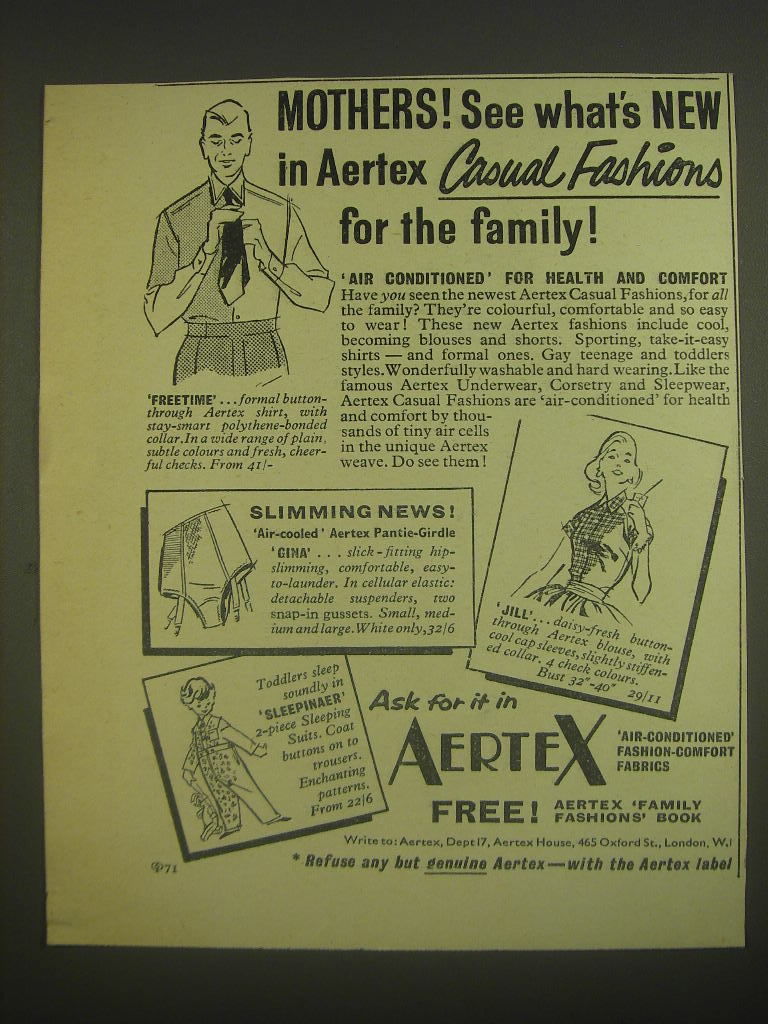 MOTHERS! See what's NEW
in Aertex Casual Fashions
for the family!
'AIR CONDITIONED' FOR HEALTH AND COMFORT
Have you seen the newest Aertex Casual Fashions, for all
the family? They're colourful, comfortable and so easy
to wear! These new Aertex fashions include cool,
becoming blouses and shorts. Sporting, take-it-easy
shirts — and formal ones. Gay teenage and toddlers
styles. Wonderfully washable and hard wearing. Like the
famous Aertex Underwear, Corsetry and Sleepwear,
Aertex Casual Fashions are 'air-conditioned' for health
and comfort by thou-
sands of tiny air cells
in the unique Aertex
weave. Do see them!
'FREETIME' ... formal button-
through Aertex shirt, with
stay-smart polythene-bonded
collar. In a wide range of plain,
subtle colours and fresh, cheer-
ful checks. From 41/-
SLIMMING NEWS!
'Air-cooled' Aertex Pantie-Girdle
'GINA' ... slick-fitting hip-
slimming, comfortable, easy-
to-launder. In cellular elastic:
detachable suspenders, two
snap-in gussets. Small, med-
ium and large. White only, 32/6
'JILL'... daisy-fresh button-
through Aertex blouse, with
cool cap sleeves, slightly stiffen-
ed collar. 4 check colours.
Bust 32"-40" 29/11
Toddlers sleep
soundly in
'SLEEPINAER'
2-piece Sleeping
Suits. Coat
buttons on to
trousers.
Enchanting
patterns.
From 22/6
Ask for it in
AERTEX
'AIR-CONDITIONED'
FASHION-COMFORT
FABRICS
FREE! AERTEX 'FAMILY
FASHIONS' BOOK
Write to: Aertex, Dept 17, Aertex House, 465 Oxford St., London, W.1
* Refuse any but genuine Aertex — with the Aertex label
71